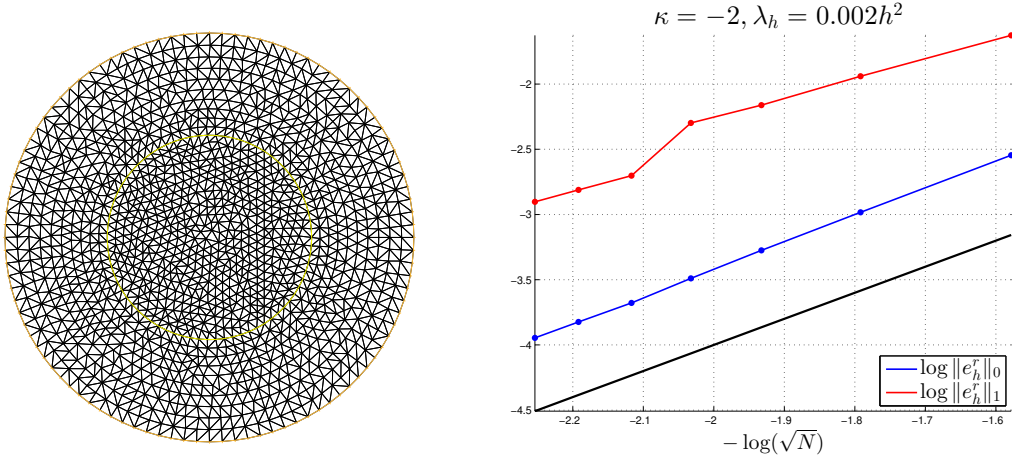 κ = −2, λ_h = 0.002h^2
−2
−2.5
−3
−3.5
−4
−4.5
−2.2 −2.1 −2 −1.9 −1.8 −1.7 −1.6
− log(√N)
log ‖e_h^r‖_0
log ‖e_h^r‖_1